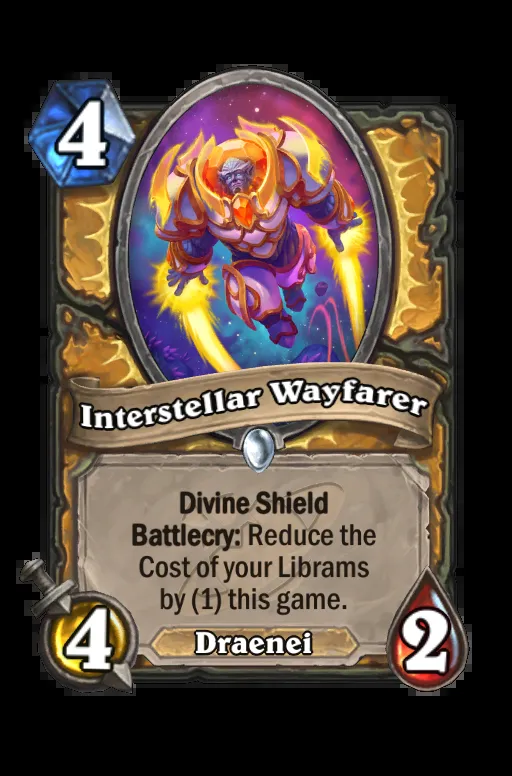 4
Interstellar Wayfarer
Divine Shield
Battlecry: Reduce the
Cost of your Librams
by (1) this game.
4
Draenei
2